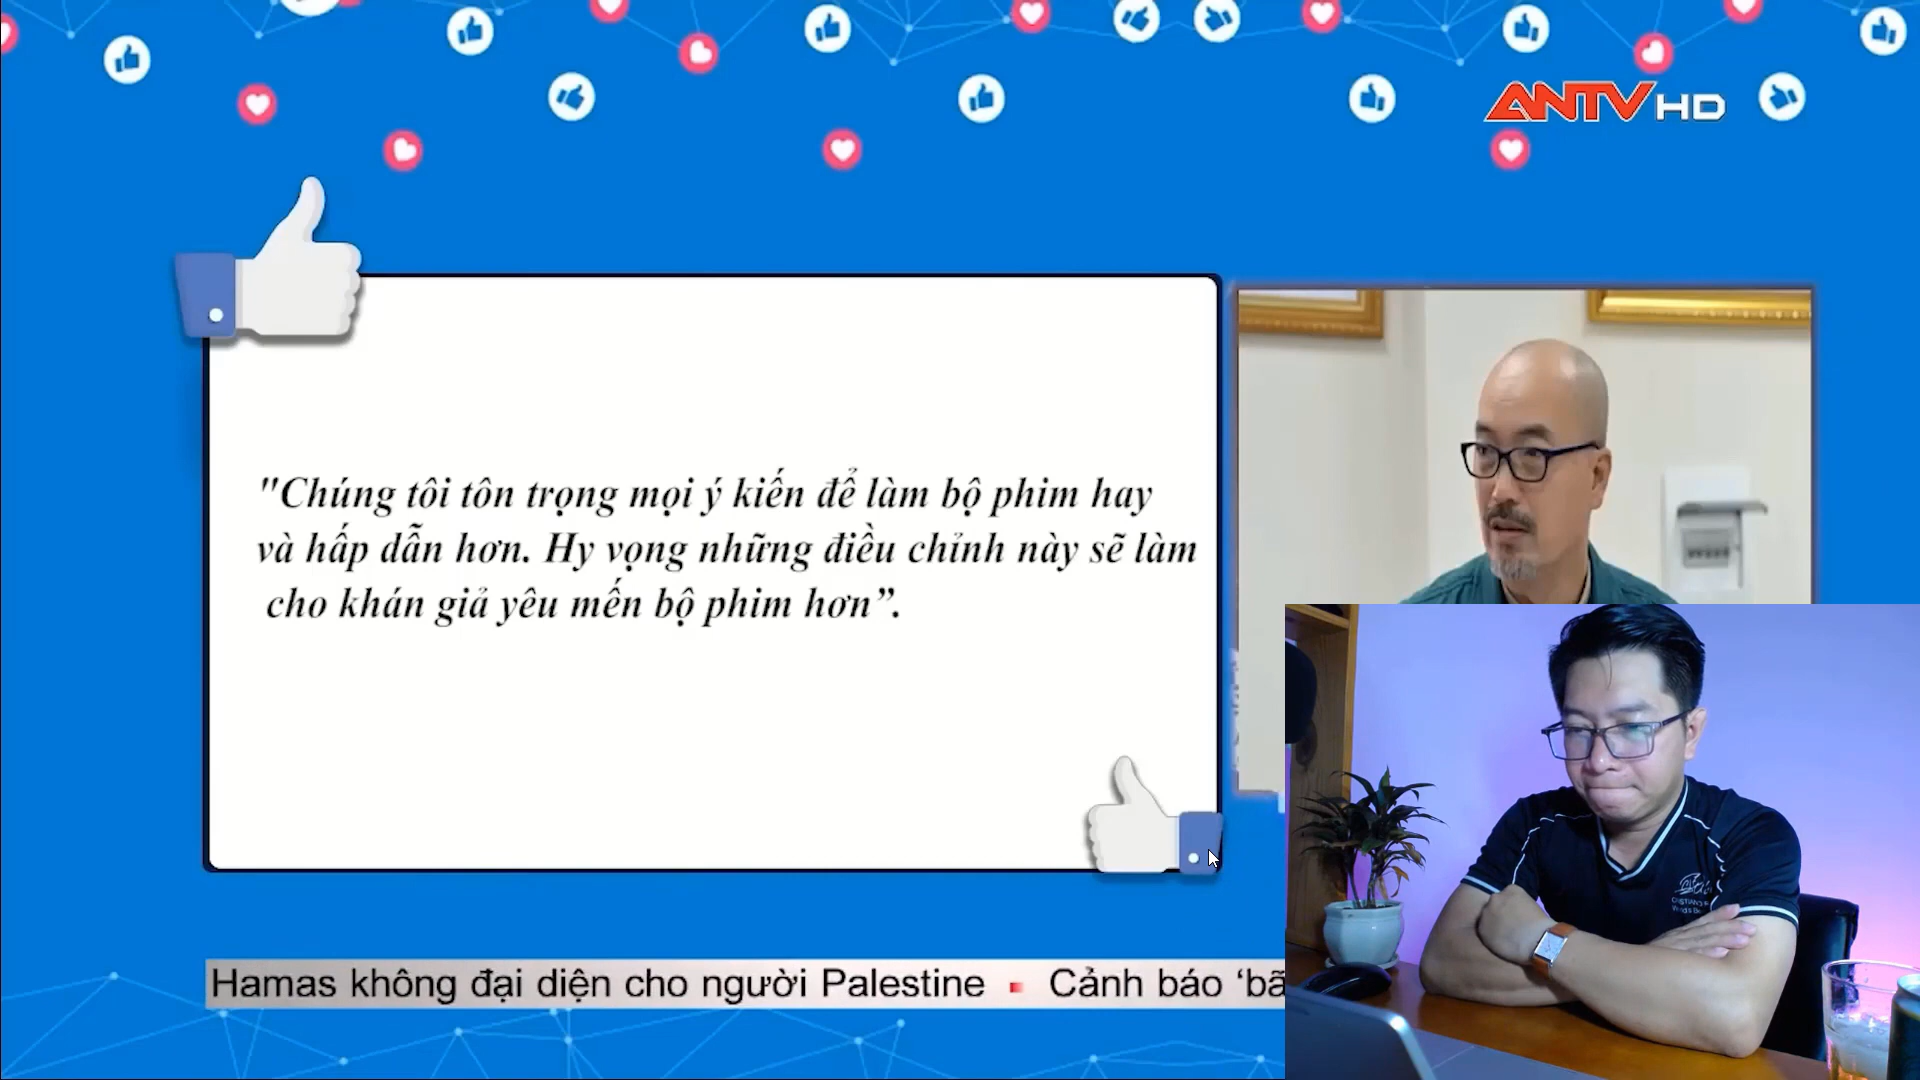 ANTV HD
"Chúng tôi tôn trọng mọi ý kiến để làm bộ phim hay
và hấp dẫn hơn. Hy vọng những điều chỉnh này sẽ làm
cho khán giả yêu mến bộ phim hơn”.
Hamas không đại diện cho người Palestine ▪ Cảnh báo ‘bã